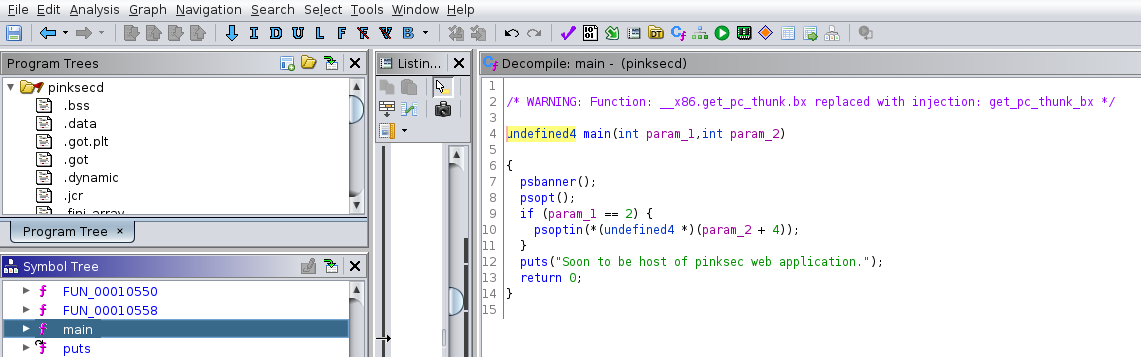 File Edit Analysis Graph Navigation Search Select Tools Window Help
I D U L F F V B
Program Trees
pinksecd
.bss
.data
.got.plt
.got
.dynamic
.jcr
.fini_array
Program Tree ×
Symbol Tree
FUN_00010550
FUN_00010558
main
puts
Listin...
Decompile: main - (pinksecd)
1
2 /* WARNING: Function: __x86.get_pc_thunk.bx replaced with injection: get_pc_thunk_bx */
3
4 undefined4 main(int param_1,int param_2)
5
6 {
7 psbanner();
8 psopt();
9 if (param_1 == 2) {
10 psoptin(*(undefined4 *)(param_2 + 4));
11 }
12 puts("Soon to be host of pinksec web application.");
13 return 0;
14 }
15